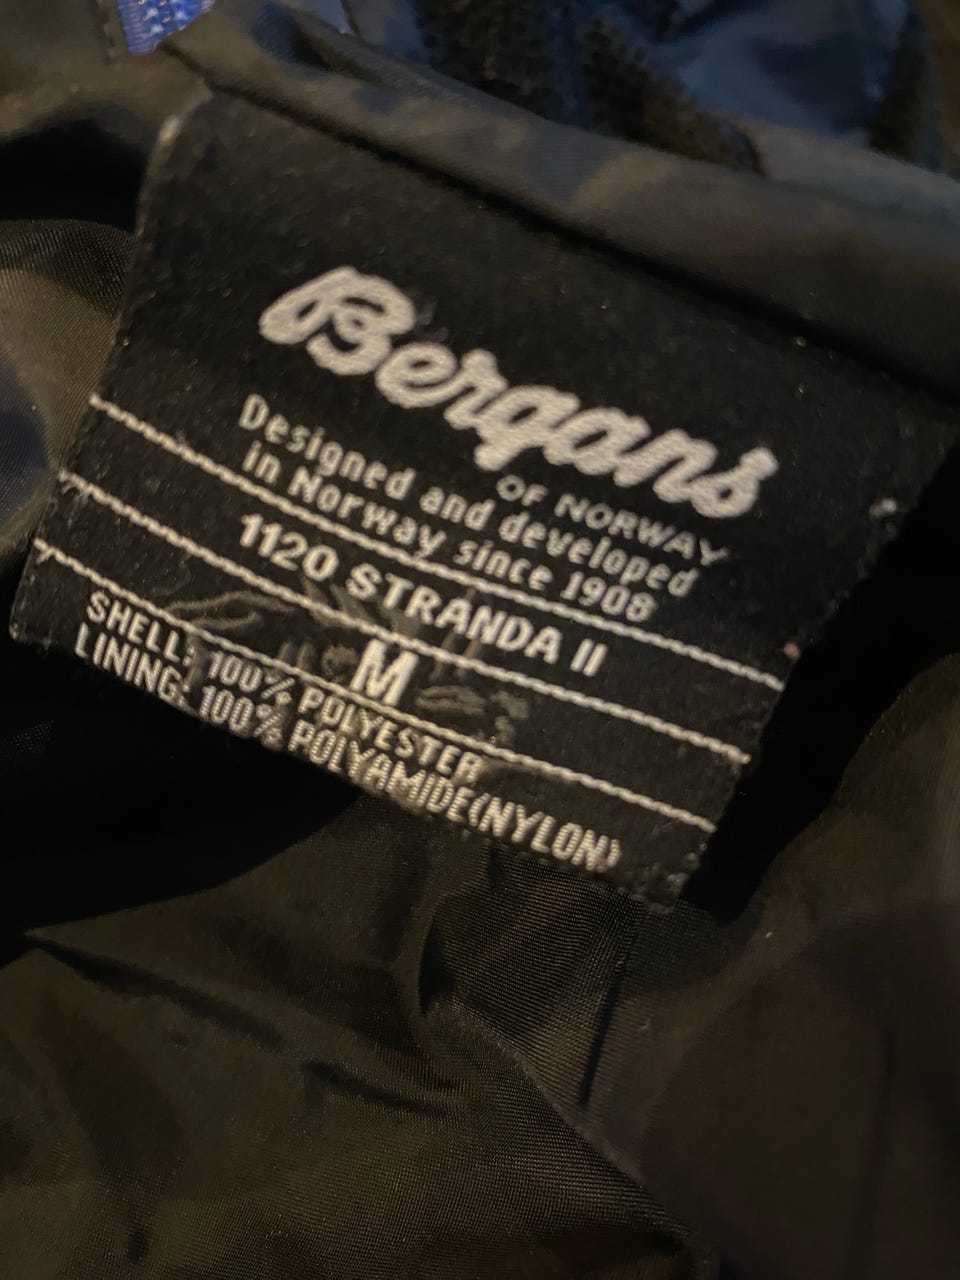 Bergans
OF NORWAY
Designed and developed
in Norway since 1908
1120 STRANDA II
M
SHELL: 100% POLYESTER
LINING: 100% POLYAMIDE(NYLON)